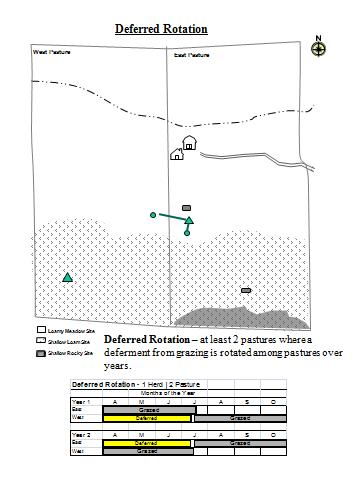 Deferred Rotation
N
West Pasture
East Pasture
Loamy Meadow Site
Shallow Loam Site
Shallow Rocky Site
Deferred Rotation – at least 2 pastures where a
deferment from grazing is rotated among pastures over
years.
Deferred Rotation - 1 Herd | 2 Pasture
Months of the Year
Year 1 A M J J A S O
East Grazed
West Deferred Grazed
Year 2 A M J J A S O
East Deferred Grazed
West Grazed